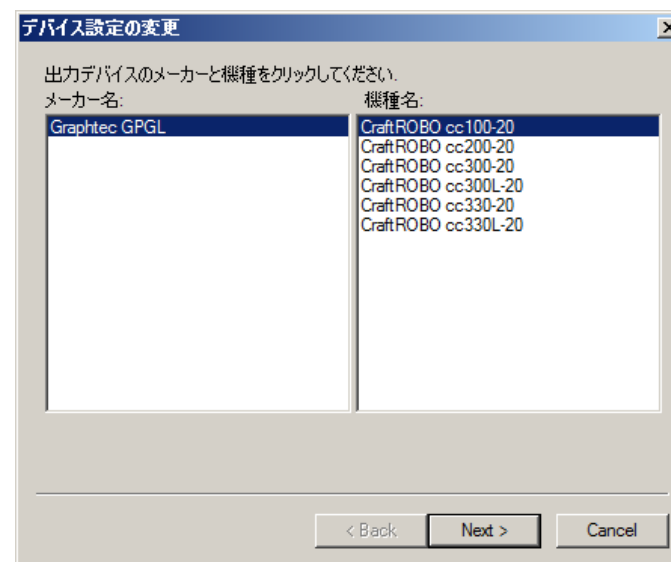 デバイス設定の変更
出力デバイスのメーカーと機種をクリックしてください.
メーカー名:
機種名:
Graphtec GPGL
CraftROBO cc100-20
CraftROBO cc200-20
CraftROBO cc300-20
CraftROBO cc300L-20
CraftROBO cc330-20
CraftROBO cc330L-20
< Back
Next >
Cancel